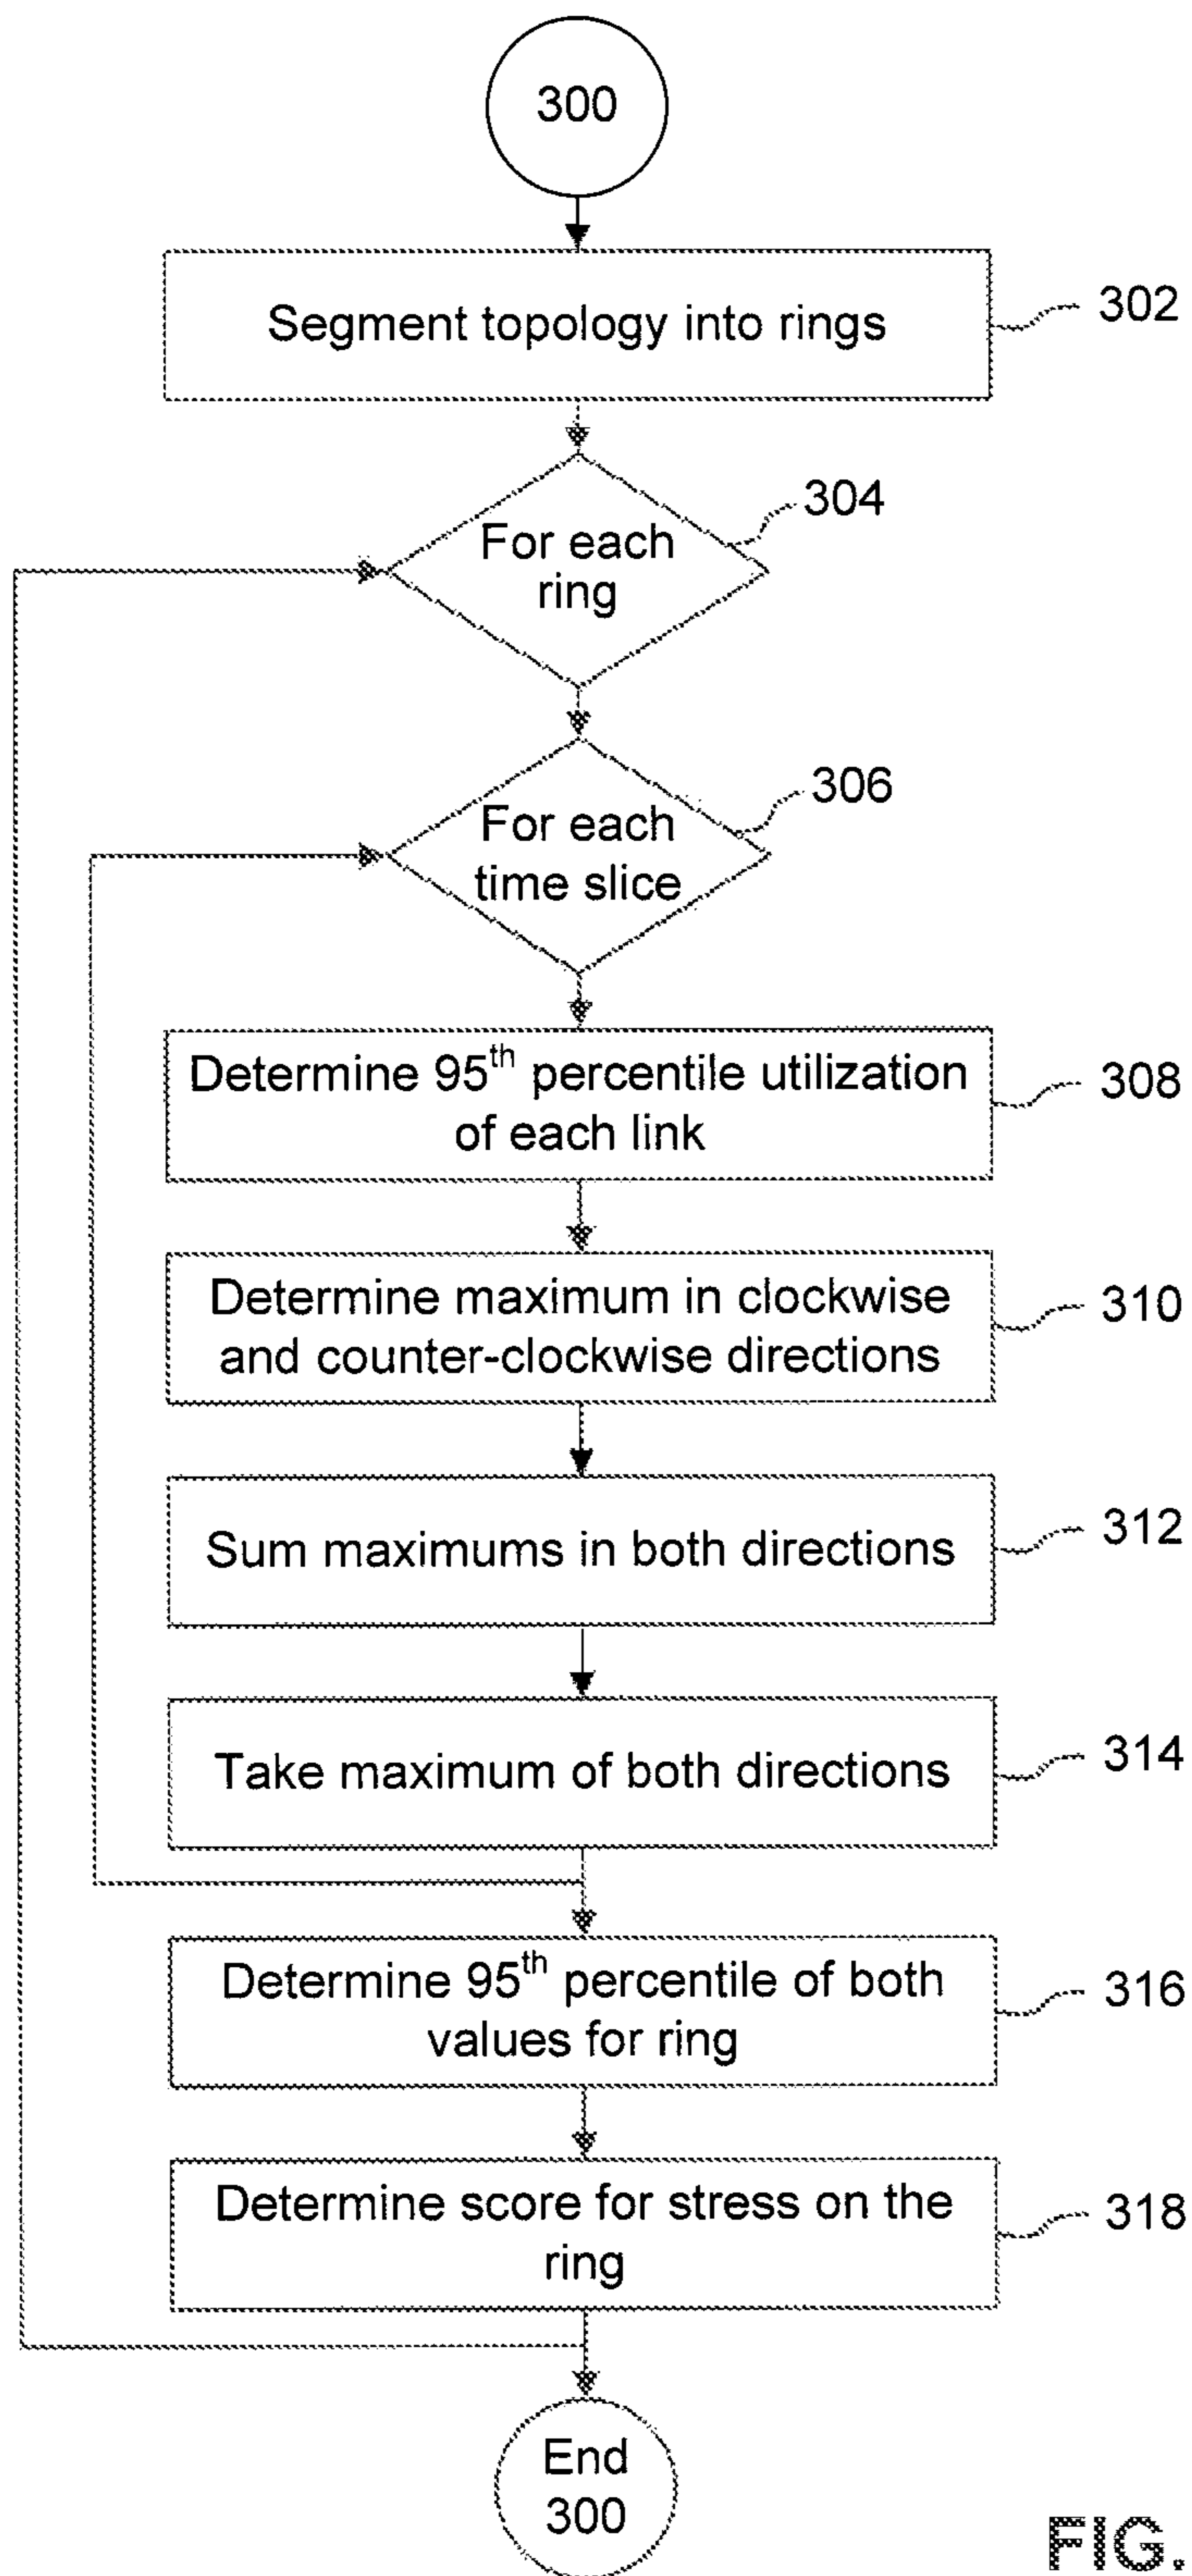 300
Segment topology into rings
302
For each
ring
304
For each
time slice
306
Determine 95th percentile utilization
of each link
308
Determine maximum in clockwise
and counter-clockwise directions
310
Sum maximums in both directions
312
Take maximum of both directions
314
Determine 95th percentile of both
values for ring
316
Determine score for stress on the
ring
318
End
300
FIG.